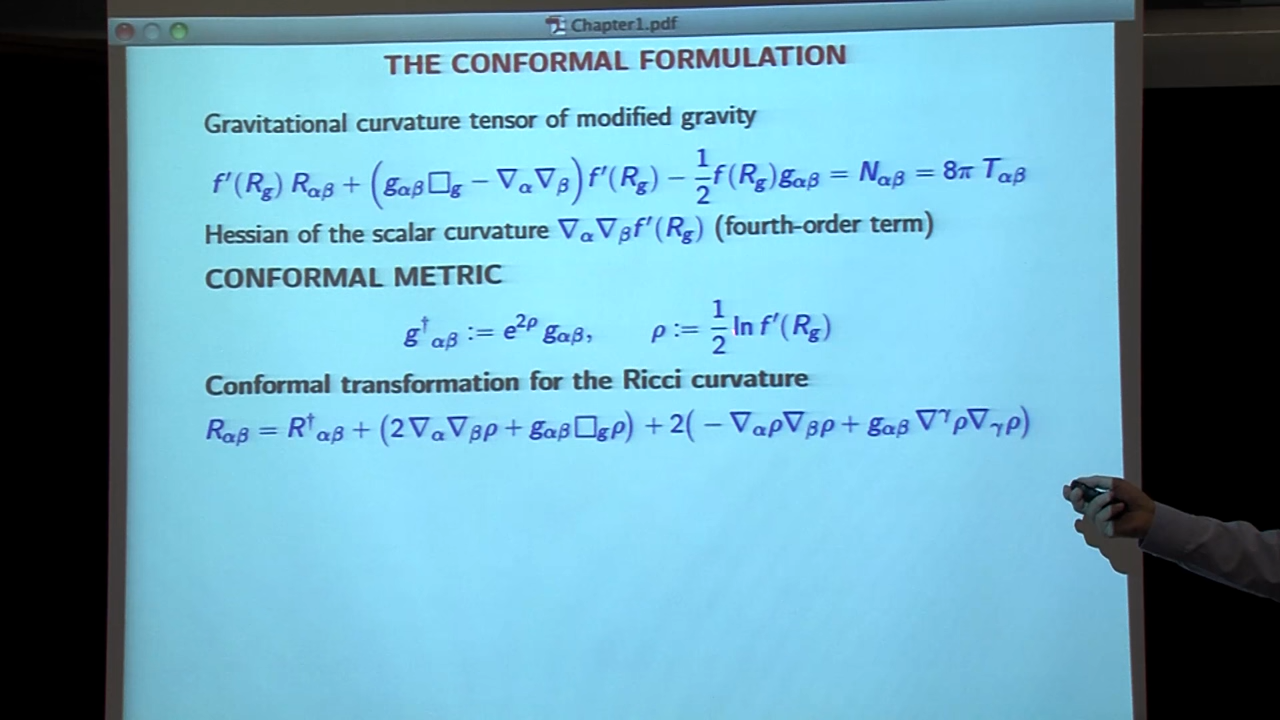 Chapter1.pdf
THE CONFORMAL FORMULATION
Gravitational curvature tensor of modified gravity
f′(R_g) R_αβ + (g_αβ □_g − ∇_α∇_β) f′(R_g) − 1/2 f(R_g)g_αβ = N_αβ = 8π T_αβ
Hessian of the scalar curvature ∇_α∇_β f′(R_g) (fourth-order term)
CONFORMAL METRIC
g†_αβ := e^{2ρ} g_αβ, ρ := 1/2 ln f′(R_g)
Conformal transformation for the Ricci curvature
R_αβ = R†_αβ + (2∇_α∇_βρ + g_αβ□_gρ) + 2(− ∇_αρ∇_βρ + g_αβ ∇^γρ∇_γρ)